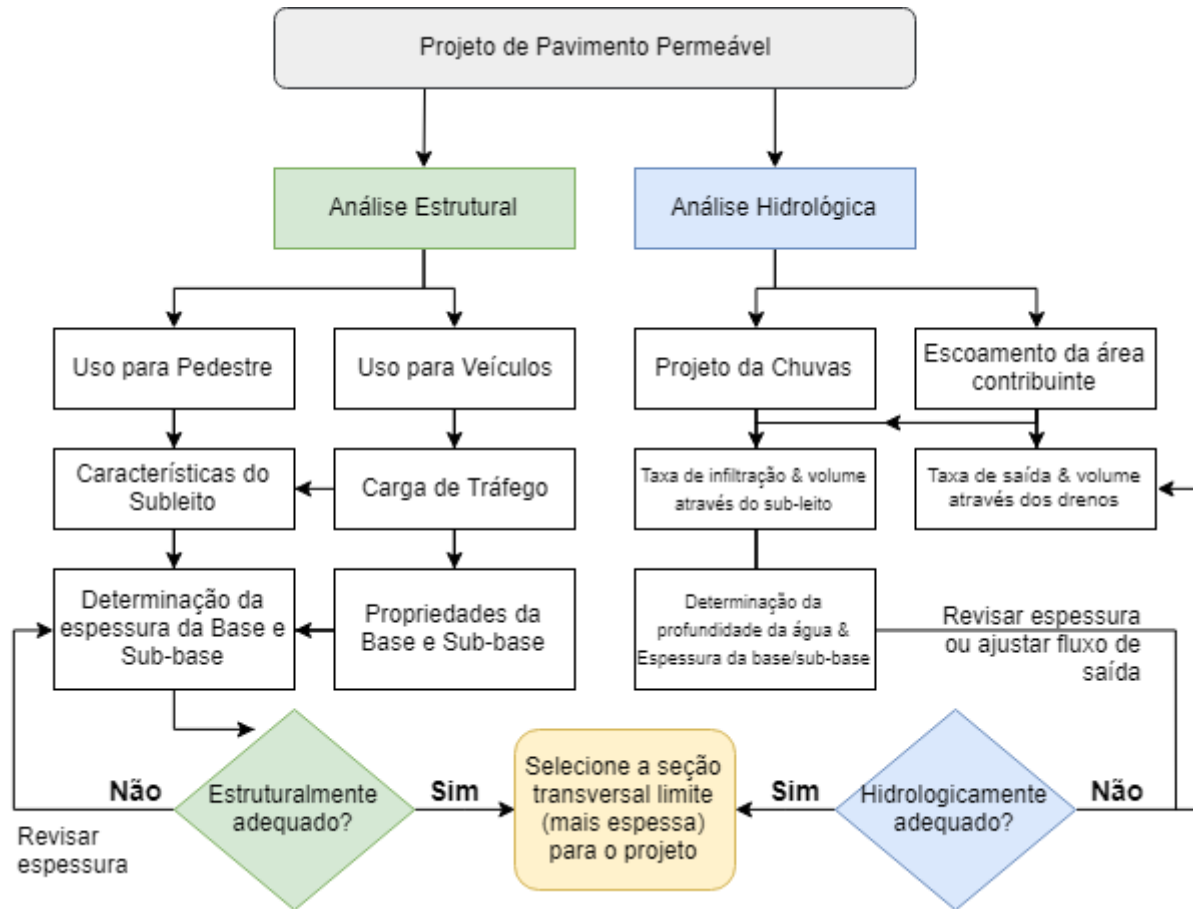 Projeto de Pavimento Permeável
Análise Estrutural
Análise Hidrológica
Uso para Pedestre
Uso para Veículos
Projeto da Chuvas
Escoamento da área
contribuinte
Características do
Subleito
Carga de Tráfego
Taxa de infiltração & volume
através do sub-leito
Taxa de saída & volume
através dos drenos
Determinação da
espessura da Base e
Sub-base
Propriedades da
Base e Sub-base
Determinação da
profundidade da água &
Espessura da base/sub-base
Revisar espessura
ou ajustar fluxo de
saída
Não
Revisar
espessura
Estruturalmente
adequado?
Sim
Selecione a seção
transversal limite
(mais espessa)
para o projeto
Sim
Hidrologicamente
adequado?
Não